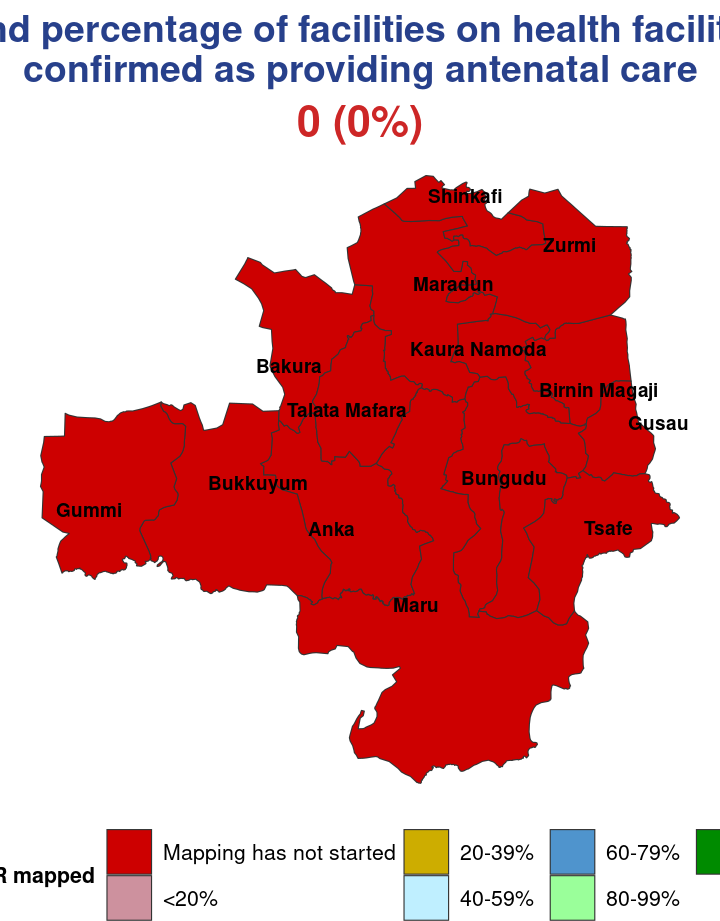 nd percentage of facilities on health facilit
confirmed as providing antenatal care
0 (0%)
Shinkafi
Zurmi
Maradun
Kaura Namoda
Bakura
Birnin Magaji
Talata Mafara
Gusau
Bungudu
Bukkuyum
Gummi
Anka
Tsafe
Maru
R mapped
Mapping has not started
20-39%
60-79%
<20%
40-59%
80-99%